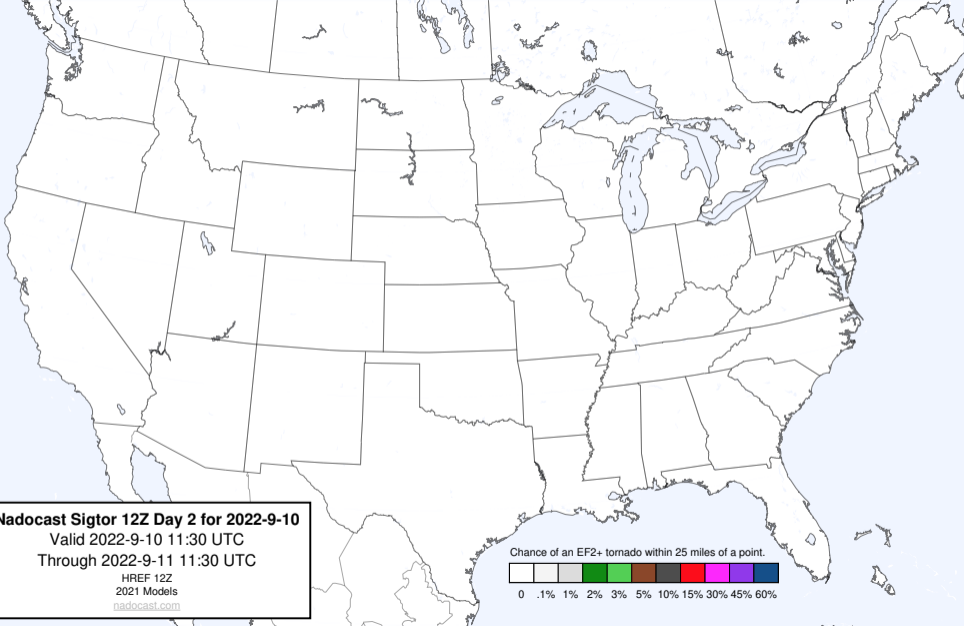 Nadocast Sigtor 12Z Day 2 for 2022-9-10
Valid 2022-9-10 11:30 UTC
Through 2022-9-11 11:30 UTC
HREF 12Z
2021 Models
nadocast.com
Chance of an EF2+ tornado within 25 miles of a point.
0 .1% 1% 2% 3% 5% 10% 15% 30% 45% 60%